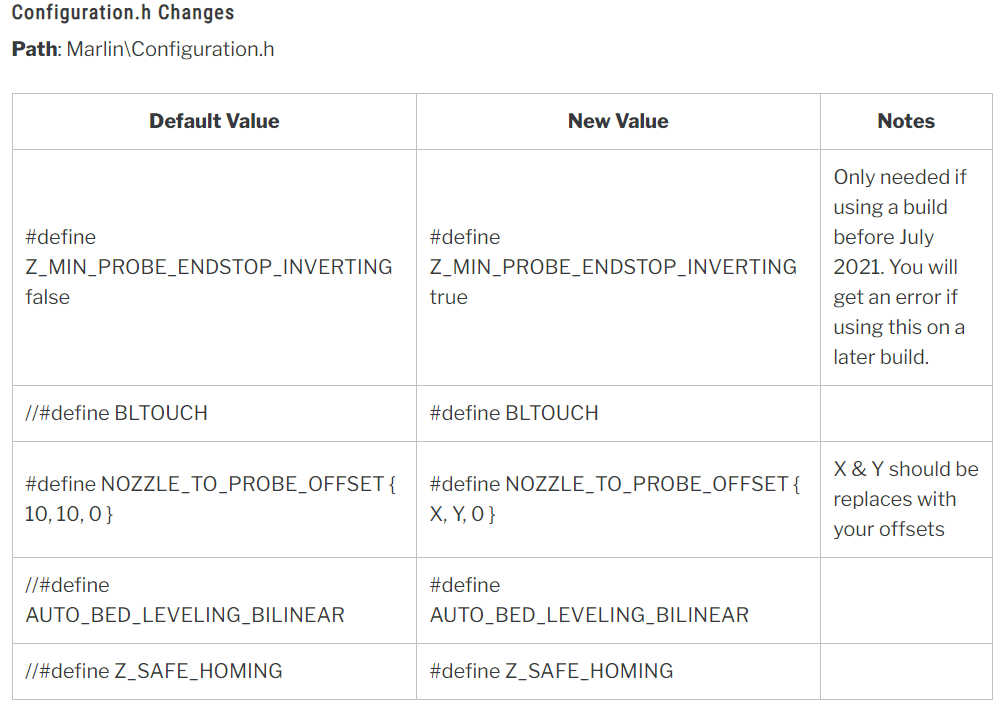 Configuration.h Changes
Path: Marlin\Configuration.h
Default Value
New Value
Notes
#define
Z_MIN_PROBE_ENDSTOP_INVERTING
false
#define
Z_MIN_PROBE_ENDSTOP_INVERTING
true
Only needed if
using a build
before July
2021. You will
get an error if
using this on a
later build.
//#define BLTOUCH
#define BLTOUCH
#define NOZZLE_TO_PROBE_OFFSET {
10, 10, 0 }
#define NOZZLE_TO_PROBE_OFFSET {
X, Y, 0 }
X & Y should be
replaces with
your offsets
//#define
AUTO_BED_LEVELING_BILINEAR
#define
AUTO_BED_LEVELING_BILINEAR
//#define Z_SAFE_HOMING
#define Z_SAFE_HOMING